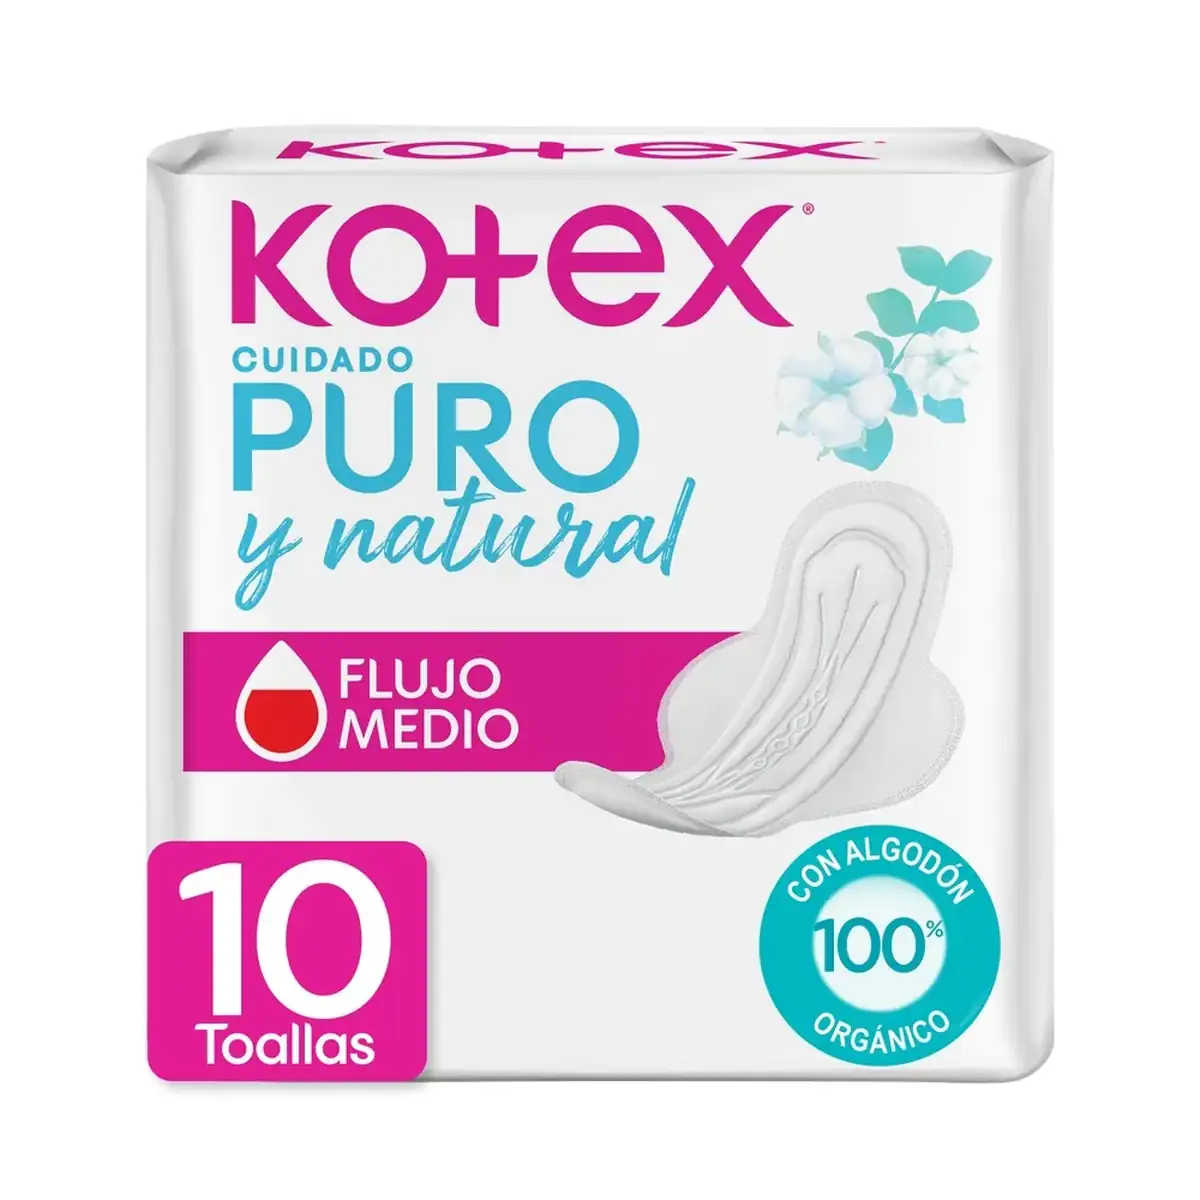 Kotex
Kotex®
CUIDADO
PURO
y natural
FLUJO
MEDIO
10
Toallas
CON ALGODÓN
100%
ORGÁNICO